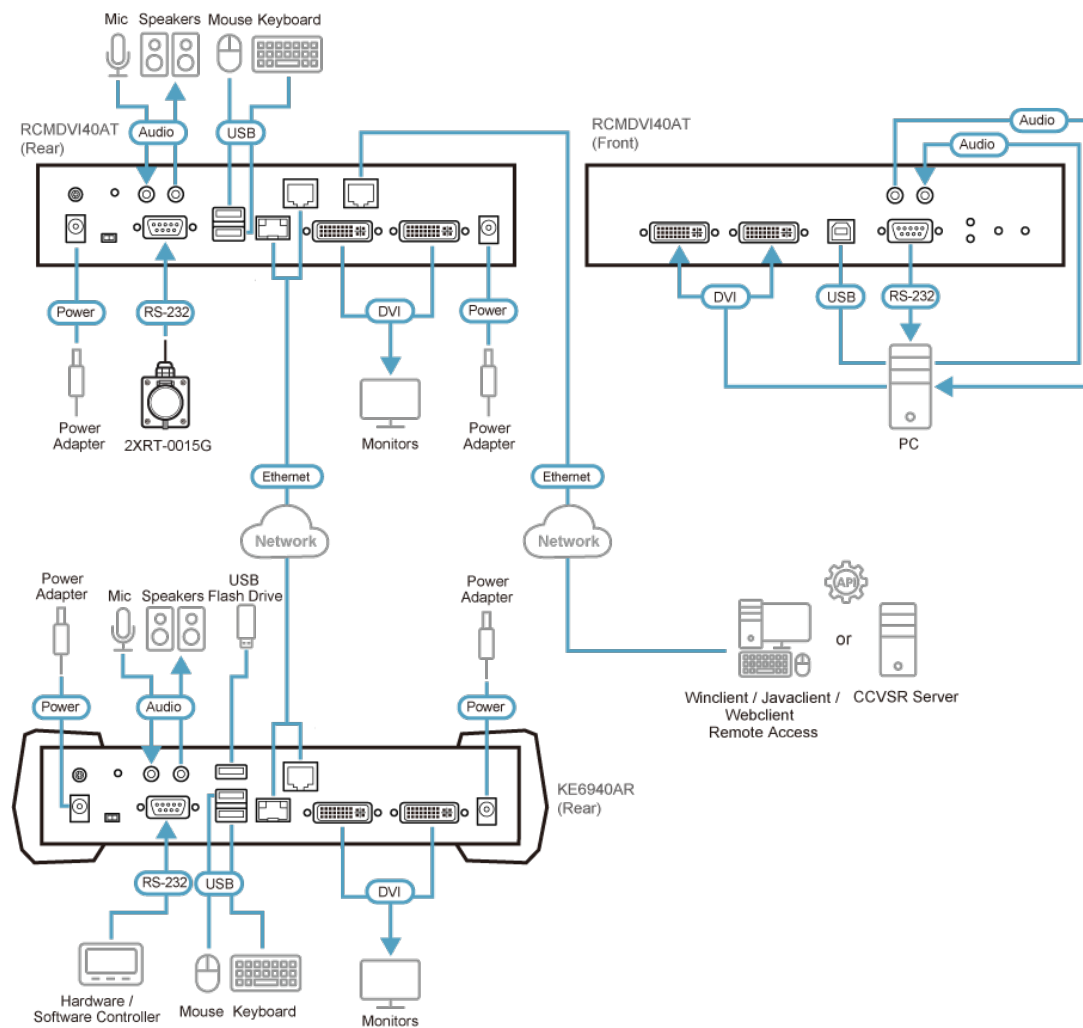 Mic Speakers Mouse Keyboard
RCMDVI40AT
(Rear)
Audio
USB
RCMDVI40AT
(Front)
Audio
Audio
Power
RS-232
DVI
Power
DVI
USB
RS-232
Power
Adapter
2XRT-0015G
Monitors
Power
Adapter
PC
Ethernet
Ethernet
Network
Network
Power
Adapter
Mic Speakers
USB
Flash Drive
Power
Adapter
API
or
Winclient / Javaclient /
Webclient
Remote Access
CCVSR Server
Power
Audio
Power
KE6940AR
(Rear)
RS-232
USB
DVI
Hardware /
Software Controller
Mouse Keyboard
Monitors